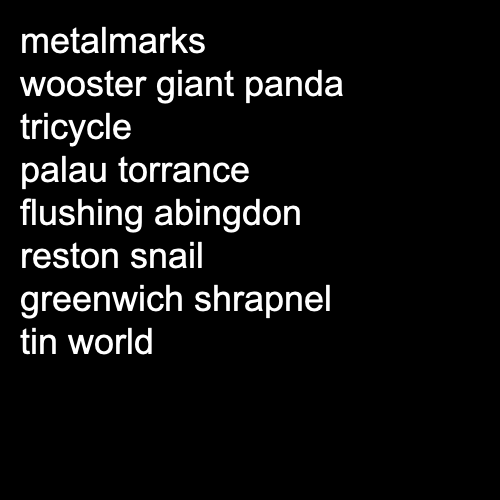 metalmarks
wooster giant panda
tricycle
palau torrance
flushing abingdon
reston snail
greenwich shrapnel
tin world